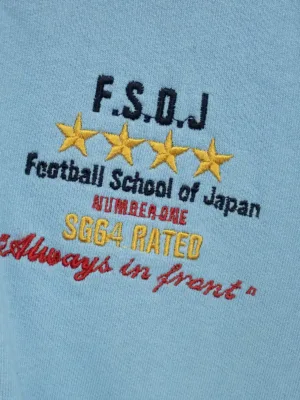 F.S.O.J
Football School of Japan
NUMBER ONE
SG64 RATED
"Always in front"